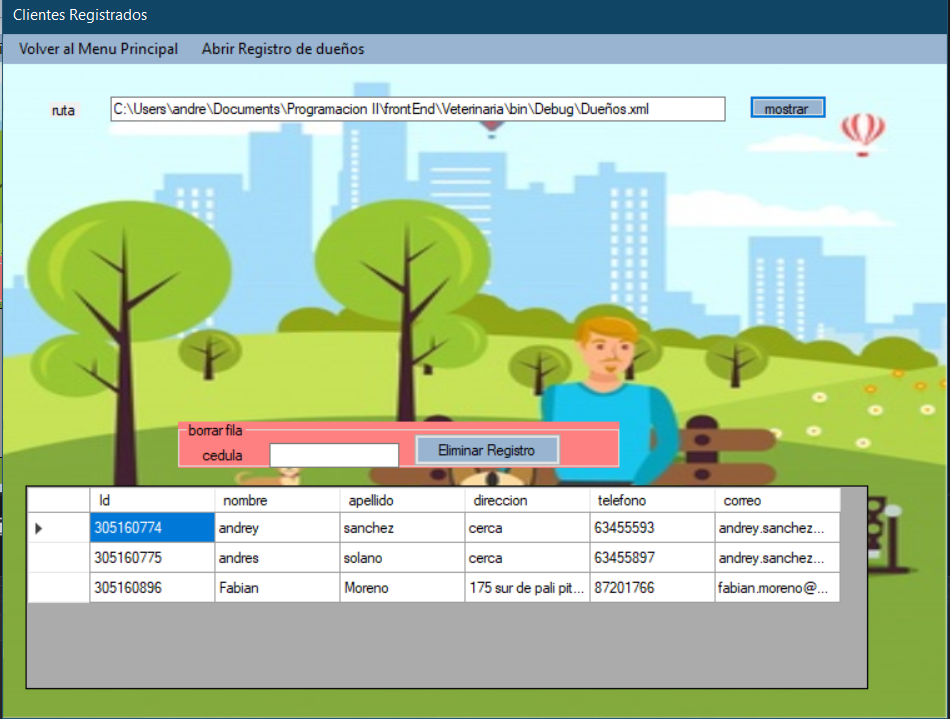 Clientes Registrados
Volver al Menu Principal Abrir Registro de dueños
ruta C:\Users\andre\Documents\Programacion II\frontEnd\Veterinaria\bin\Debug\Dueños.xml mostrar
borrar fila
cedula Eliminar Registro
Id nombre apellido direccion telefono correo
305160774 andrey sanchez cerca 63455593 andrey.sanchez...
305160775 andres solano cerca 63455897 andrey.sanchez...
305160896 Fabian Moreno 175 sur de pali pit... 87201766 fabian.moreno@...